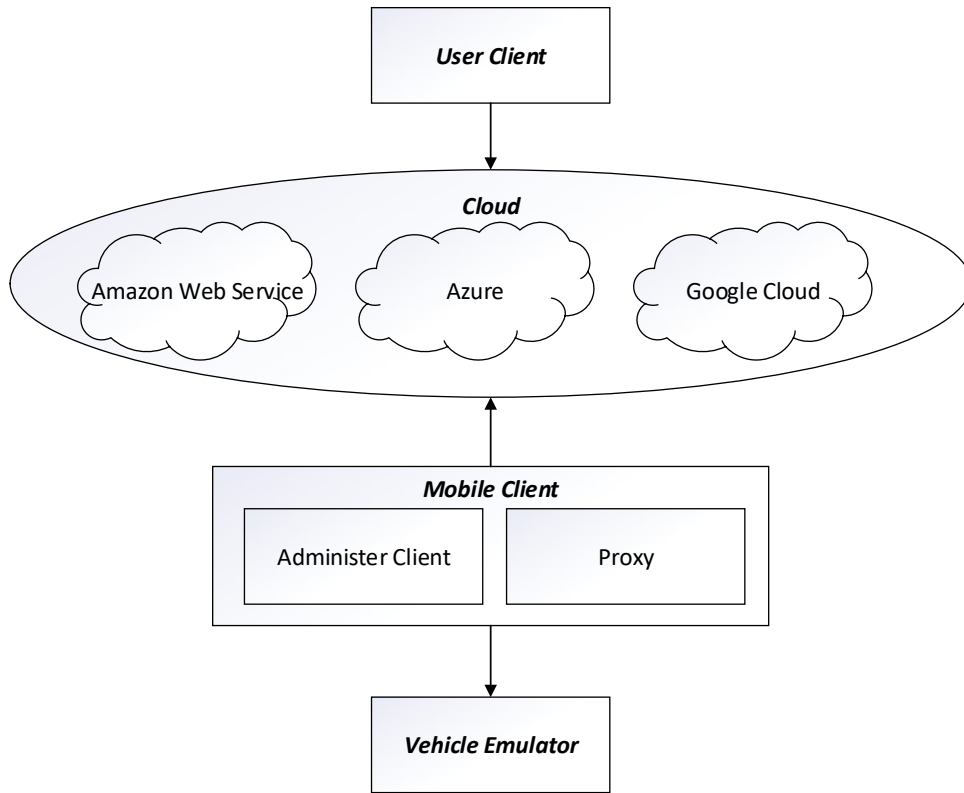 User Client
Cloud
Amazon Web Service
Azure
Google Cloud
Mobile Client
Administer Client
Proxy
Vehicle Emulator